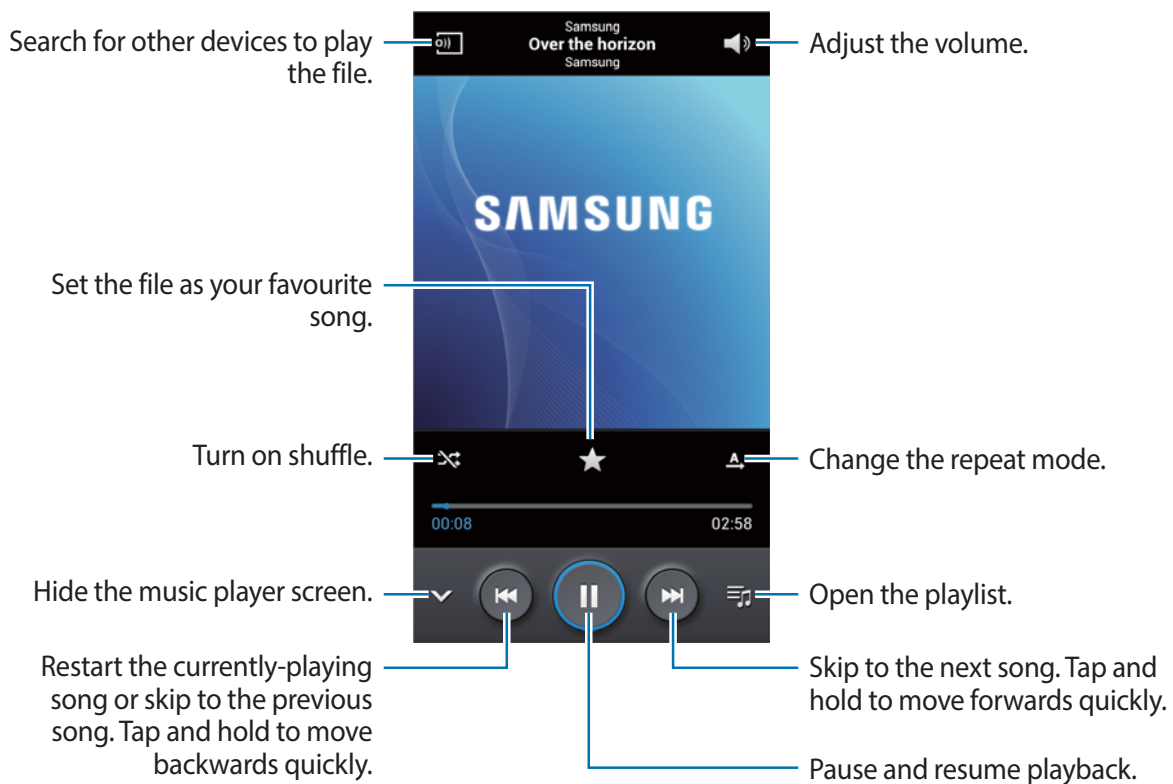 Search for other devices to play
the file.
Samsung
Over the horizon
Samsung
Adjust the volume.
SAMSUNG
Set the file as your favourite
song.
Turn on shuffle.
A
Change the repeat mode.
00:08
02:58
Hide the music player screen.
Open the playlist.
Restart the currently-playing
song or skip to the previous
song. Tap and hold to move
backwards quickly.
Skip to the next song. Tap and
hold to move forwards quickly.
Pause and resume playback.